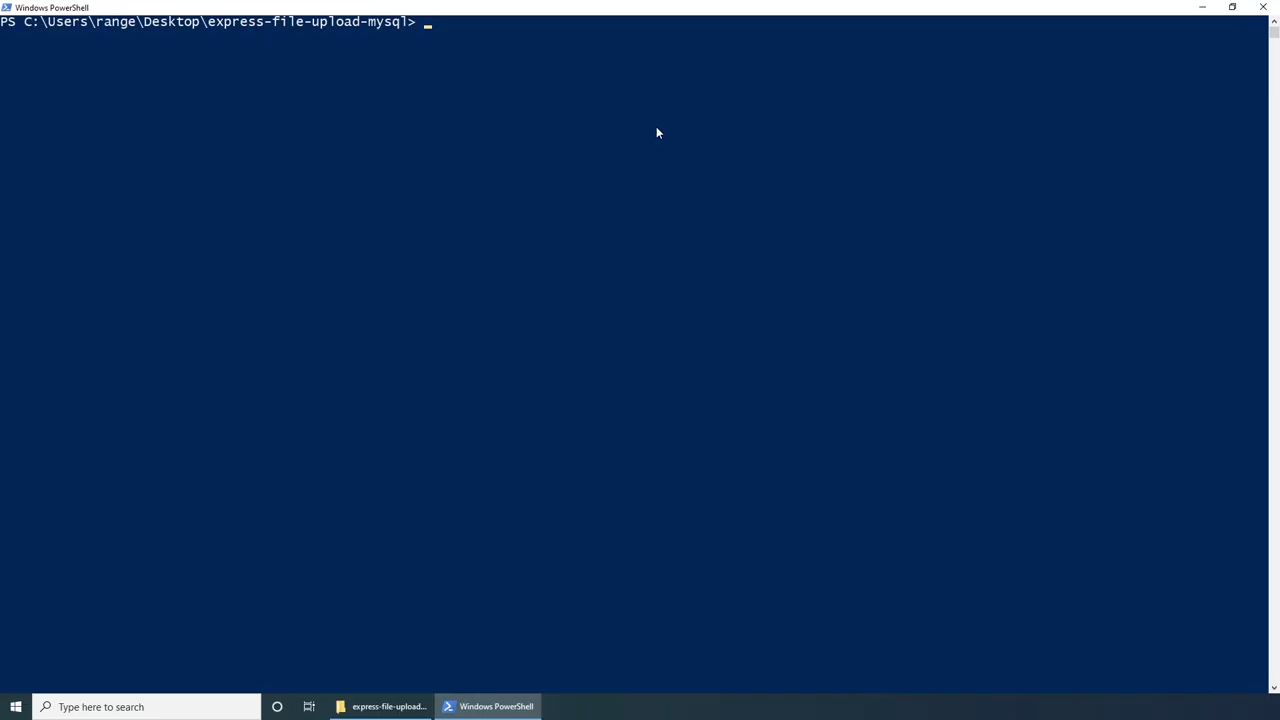 Windows PowerShell
PS C:\Users\range\Desktop\express-file-upload-mysql>
Type here to search
express-file-upload...
Windows PowerShell